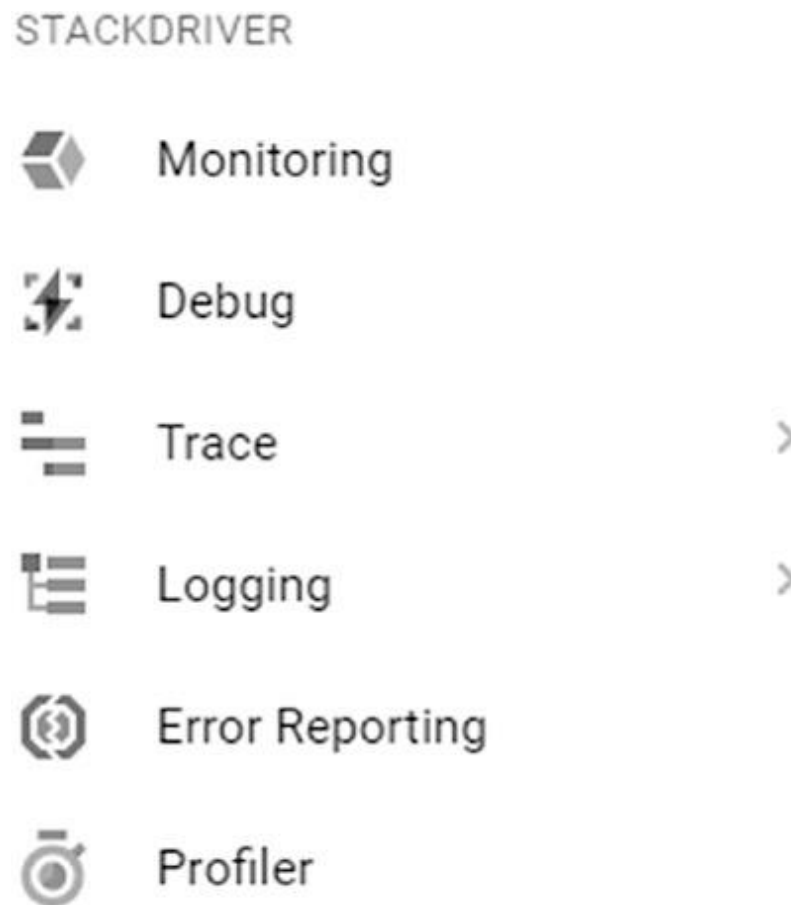 STACKDRIVER
Monitoring
Debug
Trace
Logging
Error Reporting
Profiler